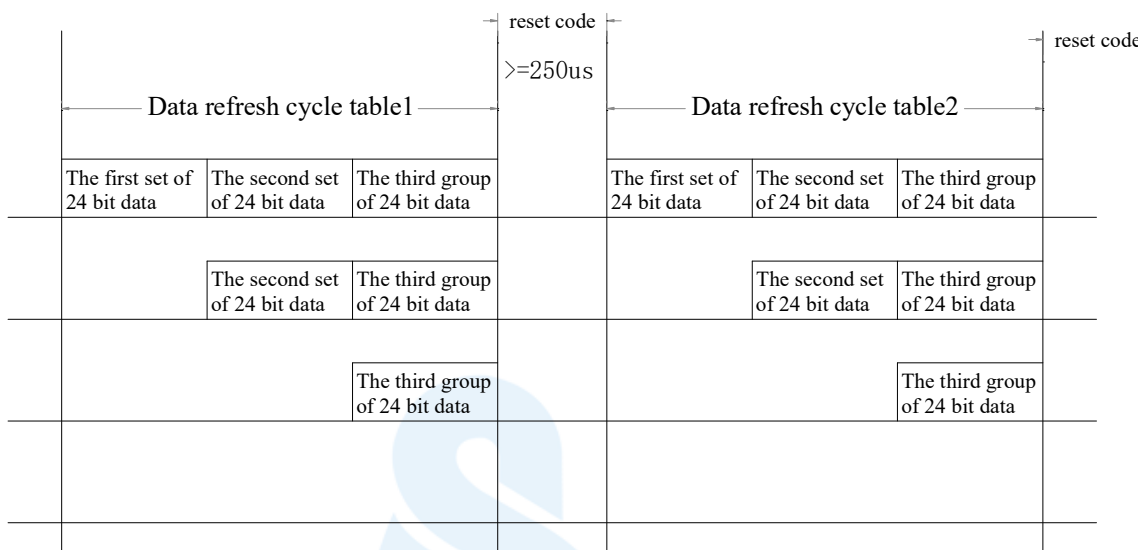 reset code
reset code
>=250us
Data refresh cycle table1
Data refresh cycle table2
The first set of
24 bit data
The second set
of 24 bit data
The third group
of 24 bit data
The first set of
24 bit data
The second set
of 24 bit data
The third group
of 24 bit data
The second set
of 24 bit data
The third group
of 24 bit data
The second set
of 24 bit data
The third group
of 24 bit data
The third group
of 24 bit data
The third group
of 24 bit data